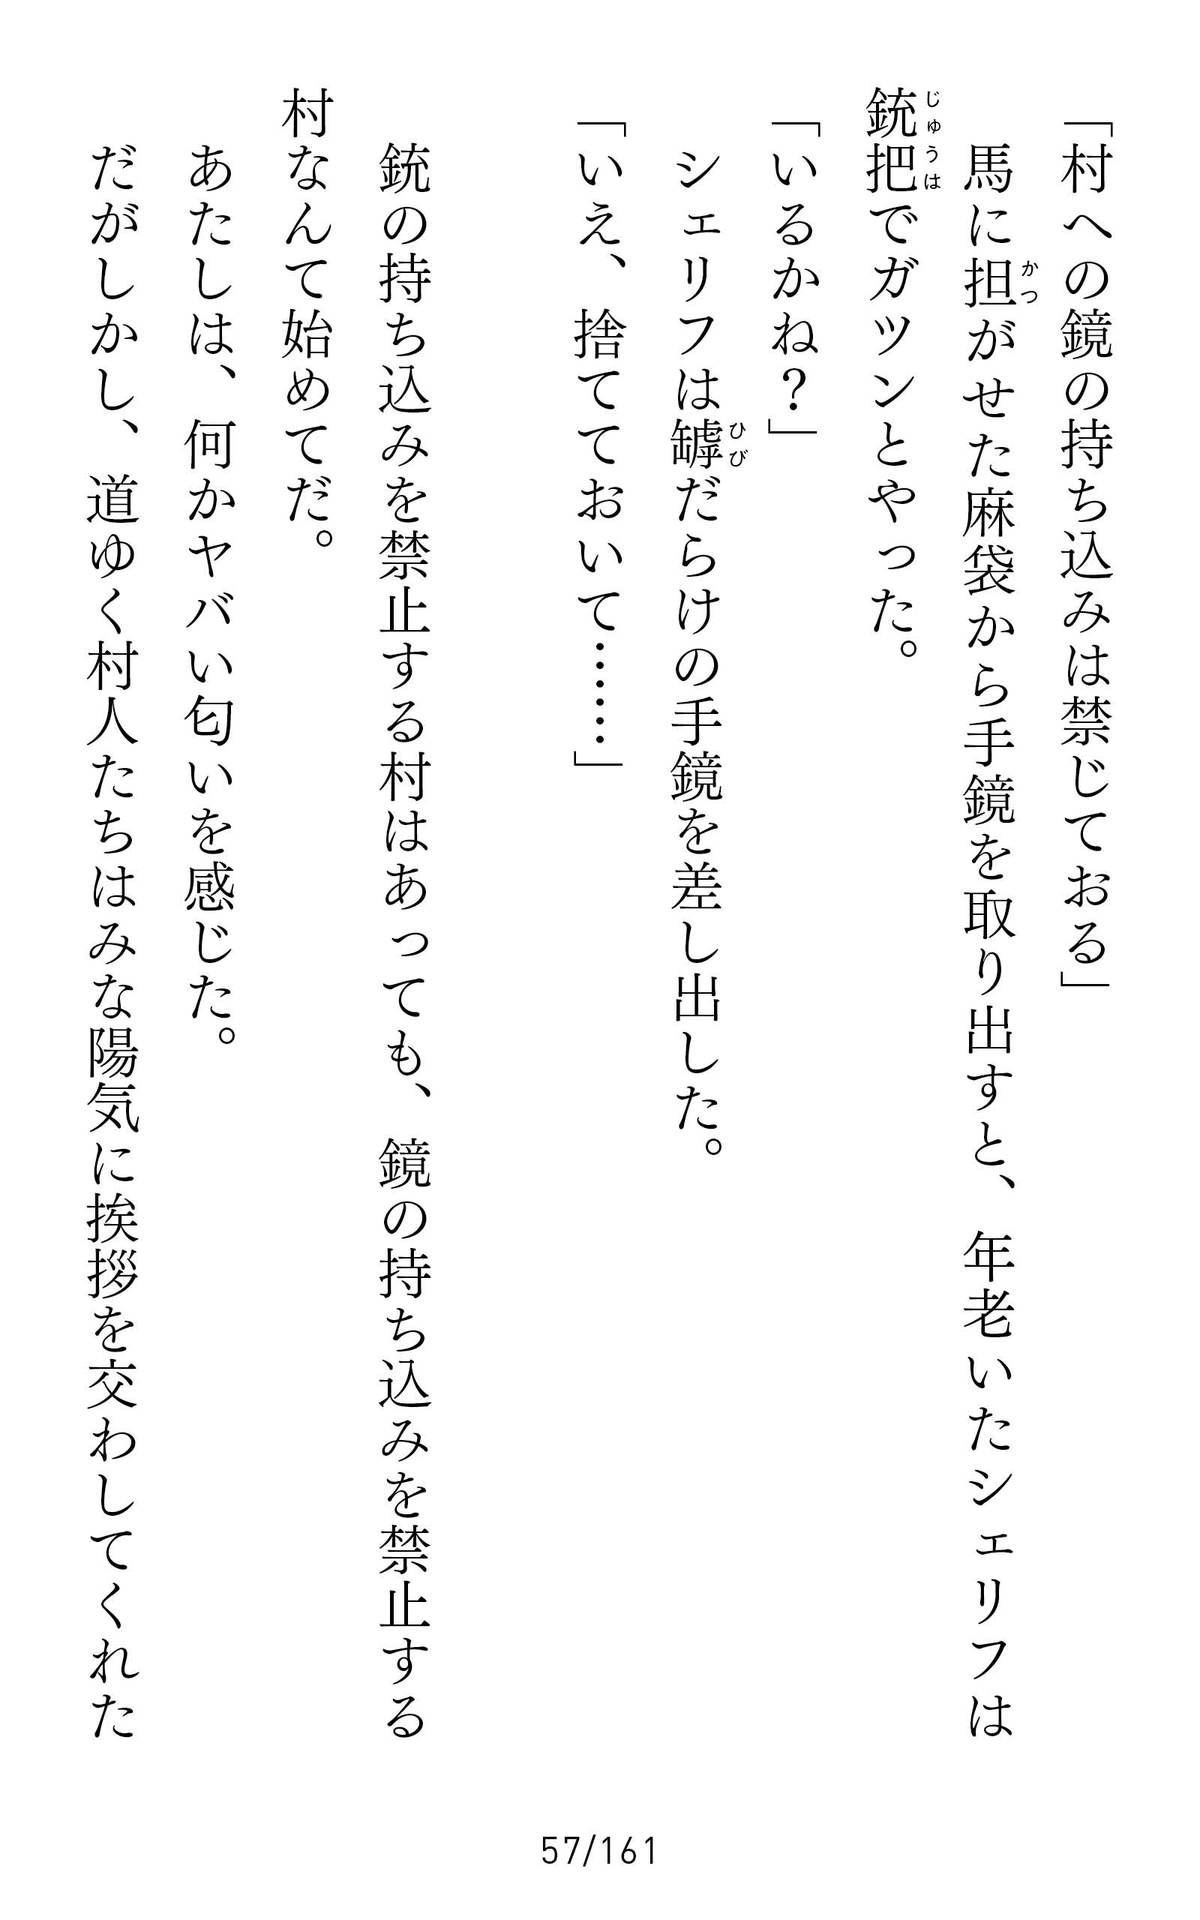 「村への鏡の持ち込みは禁じておる」
　馬に担がせた麻袋から手鏡を取り出すと、年老いたシェリフは
かつ
銃把でガツンとやった。
じゅうは
「いるかね？」
　シェリフは罅だらけの手鏡を差し出した。
ひび
「いえ、捨てておいて……」
　銃の持ち込みを禁止する村はあっても、鏡の持ち込みを禁止する
村なんて始めてだ。
　あたしは、何かヤバい匂いを感じた。
　だがしかし、道ゆく村人たちはみな陽気に挨拶を交わしてくれた
57/161